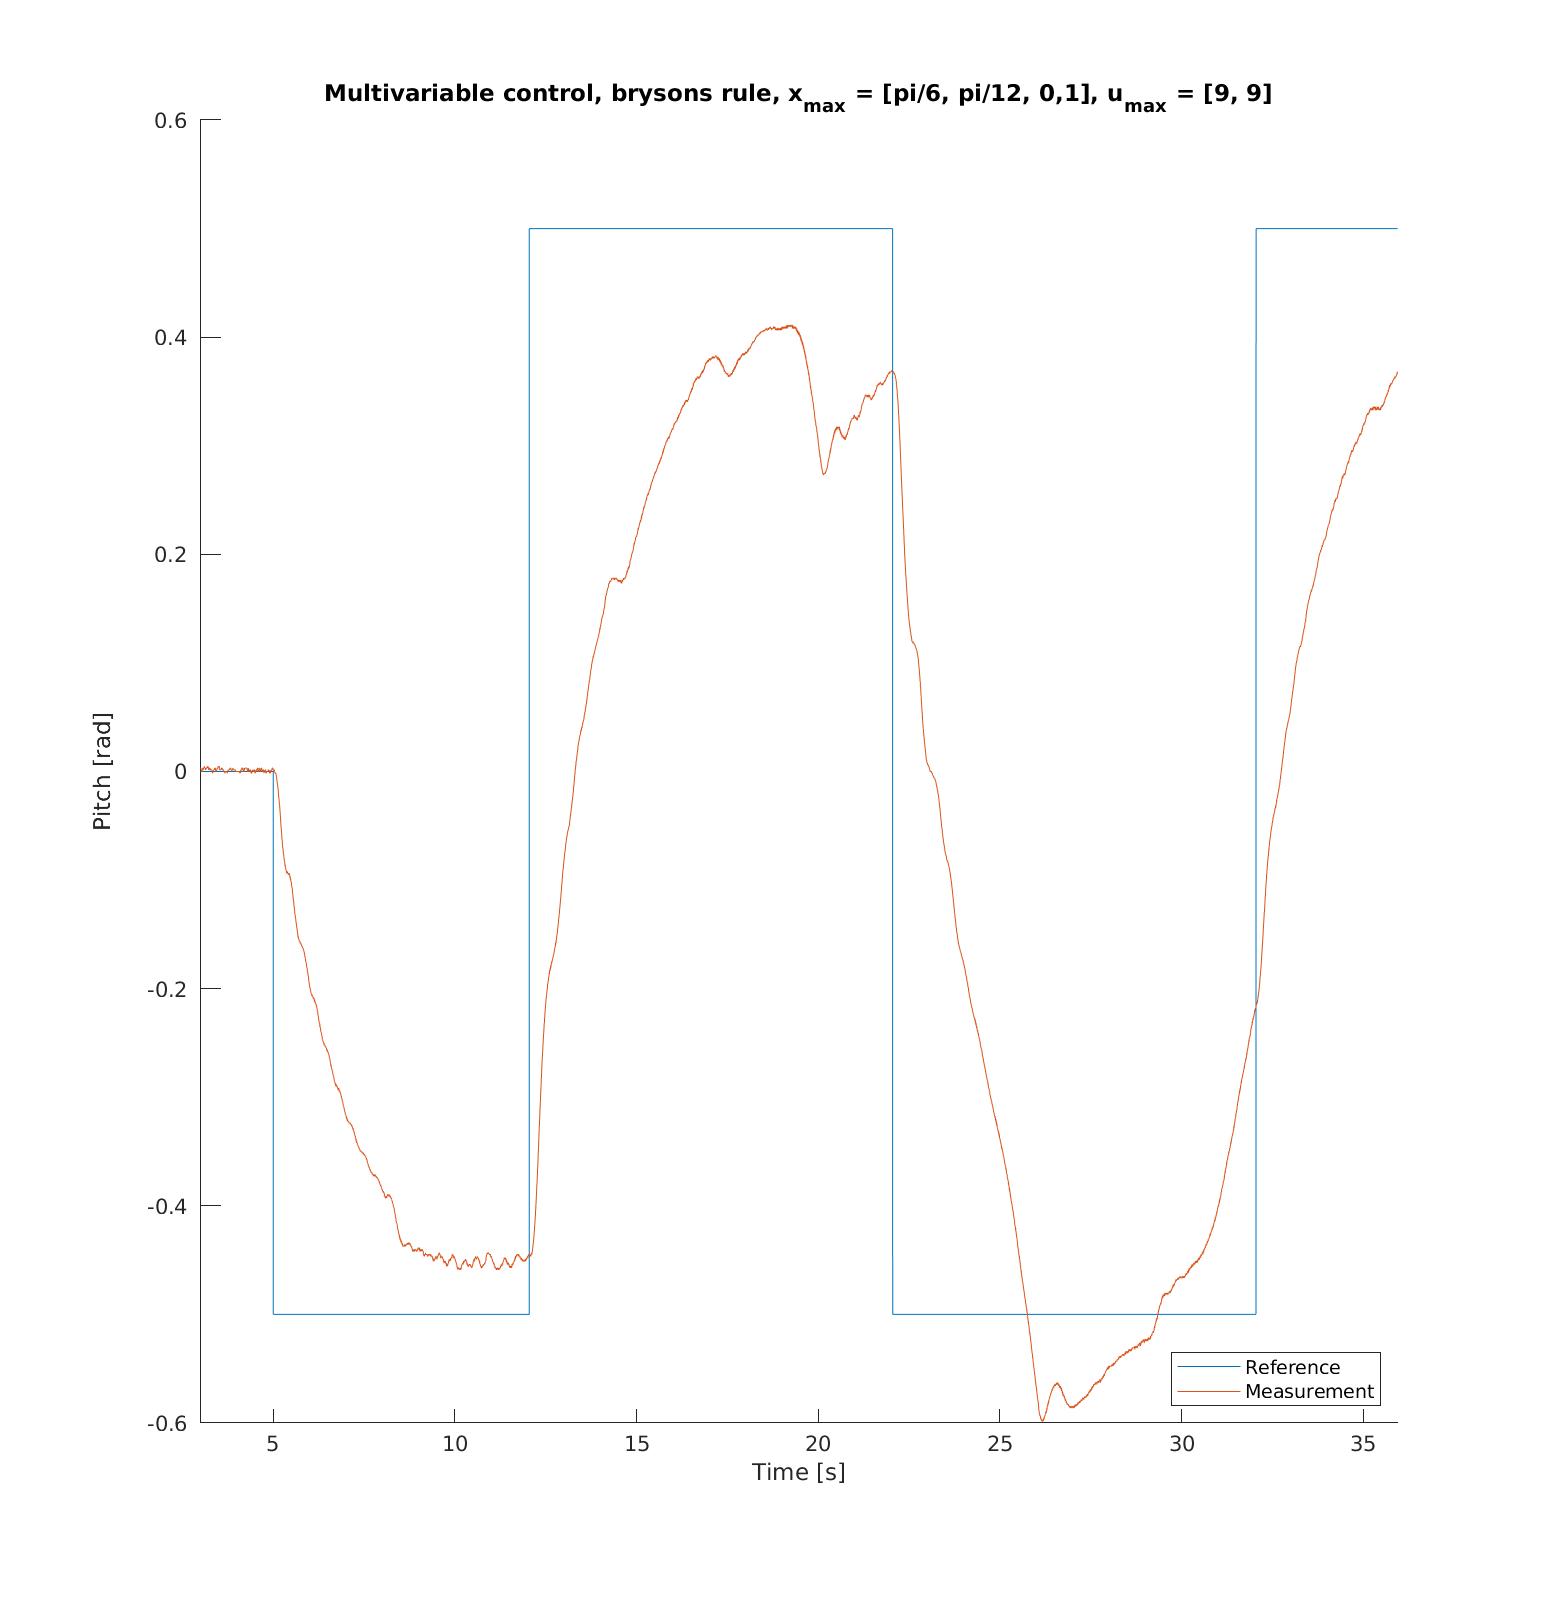 Multivariable control, brysons rule, x_max = [pi/6, pi/12, 0,1], u_max = [9, 9]
0.6
0.4
0.2
0
-0.2
-0.4
-0.6
Pitch [rad]
Reference
Measurement
5 10 15 20 25 30 35
Time [s]